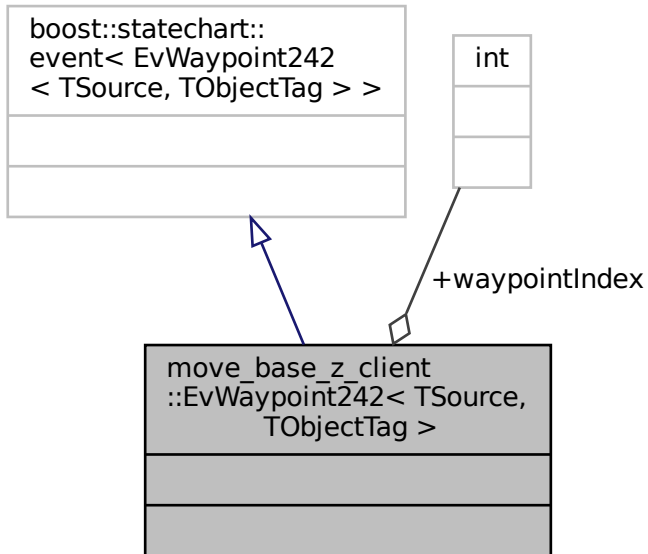 boost::statechart::
event< EvWaypoint242
< TSource, TObjectTag > >
int
+waypointIndex
move_base_z_client
::EvWaypoint242< TSource,
TObjectTag >